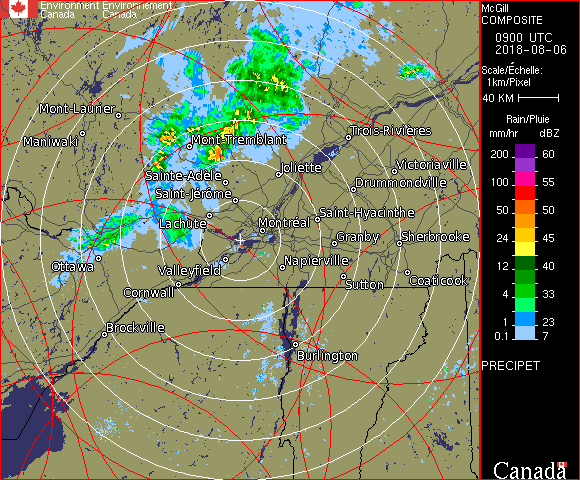 Environment Environnement
Canada Canada
McGill
COMPOSITE
0900 UTC
2018-08-06
Scale/Échelle:
1km/Pixel
40 KM
Rain/Pluie
mm/hr dBZ
200 60
100 55
50 50
24 45
12 40
4 33
1 23
0.1 7
PRECIPET
Canada
Mont-Laurier
Maniwaki
Mont-Tremblant
Trois-Rivières
Joliette
Victoriaville
Sainte-Adèle
Drummondville
Saint-Jérôme
Saint-Hyacinthe
Lachute
Montréal
Granby
Sherbrooke
Ottawa
Valleyfield
Napierville
Cornwall
Sutton
Coaticook
Brockville
Burlington